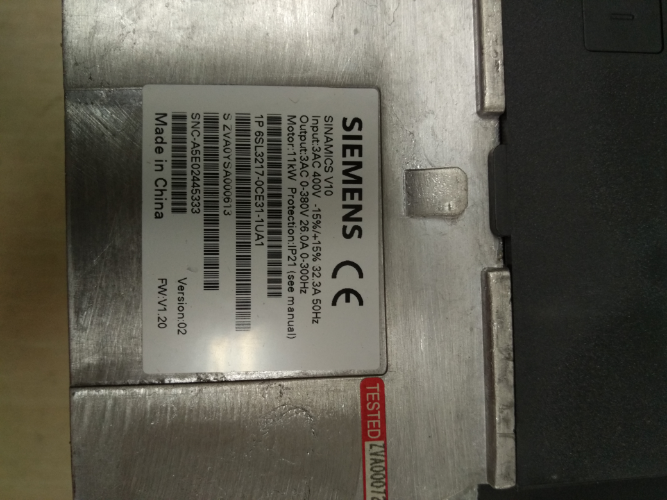 SIEMENS CE
SINAMICS V10
Input:3AC 400V -15%/+15% 32.3A 50Hz
Output:3AC 0-380V 26.0A 0-300Hz
Motor:11kW Protection:IP21 (see manual)
1P 6SL3217-0CE31-1UA1
S ZVA0YSA000613
SNC-A5E02445333
Version:02
Made in China
FW:V1.20
TESTED